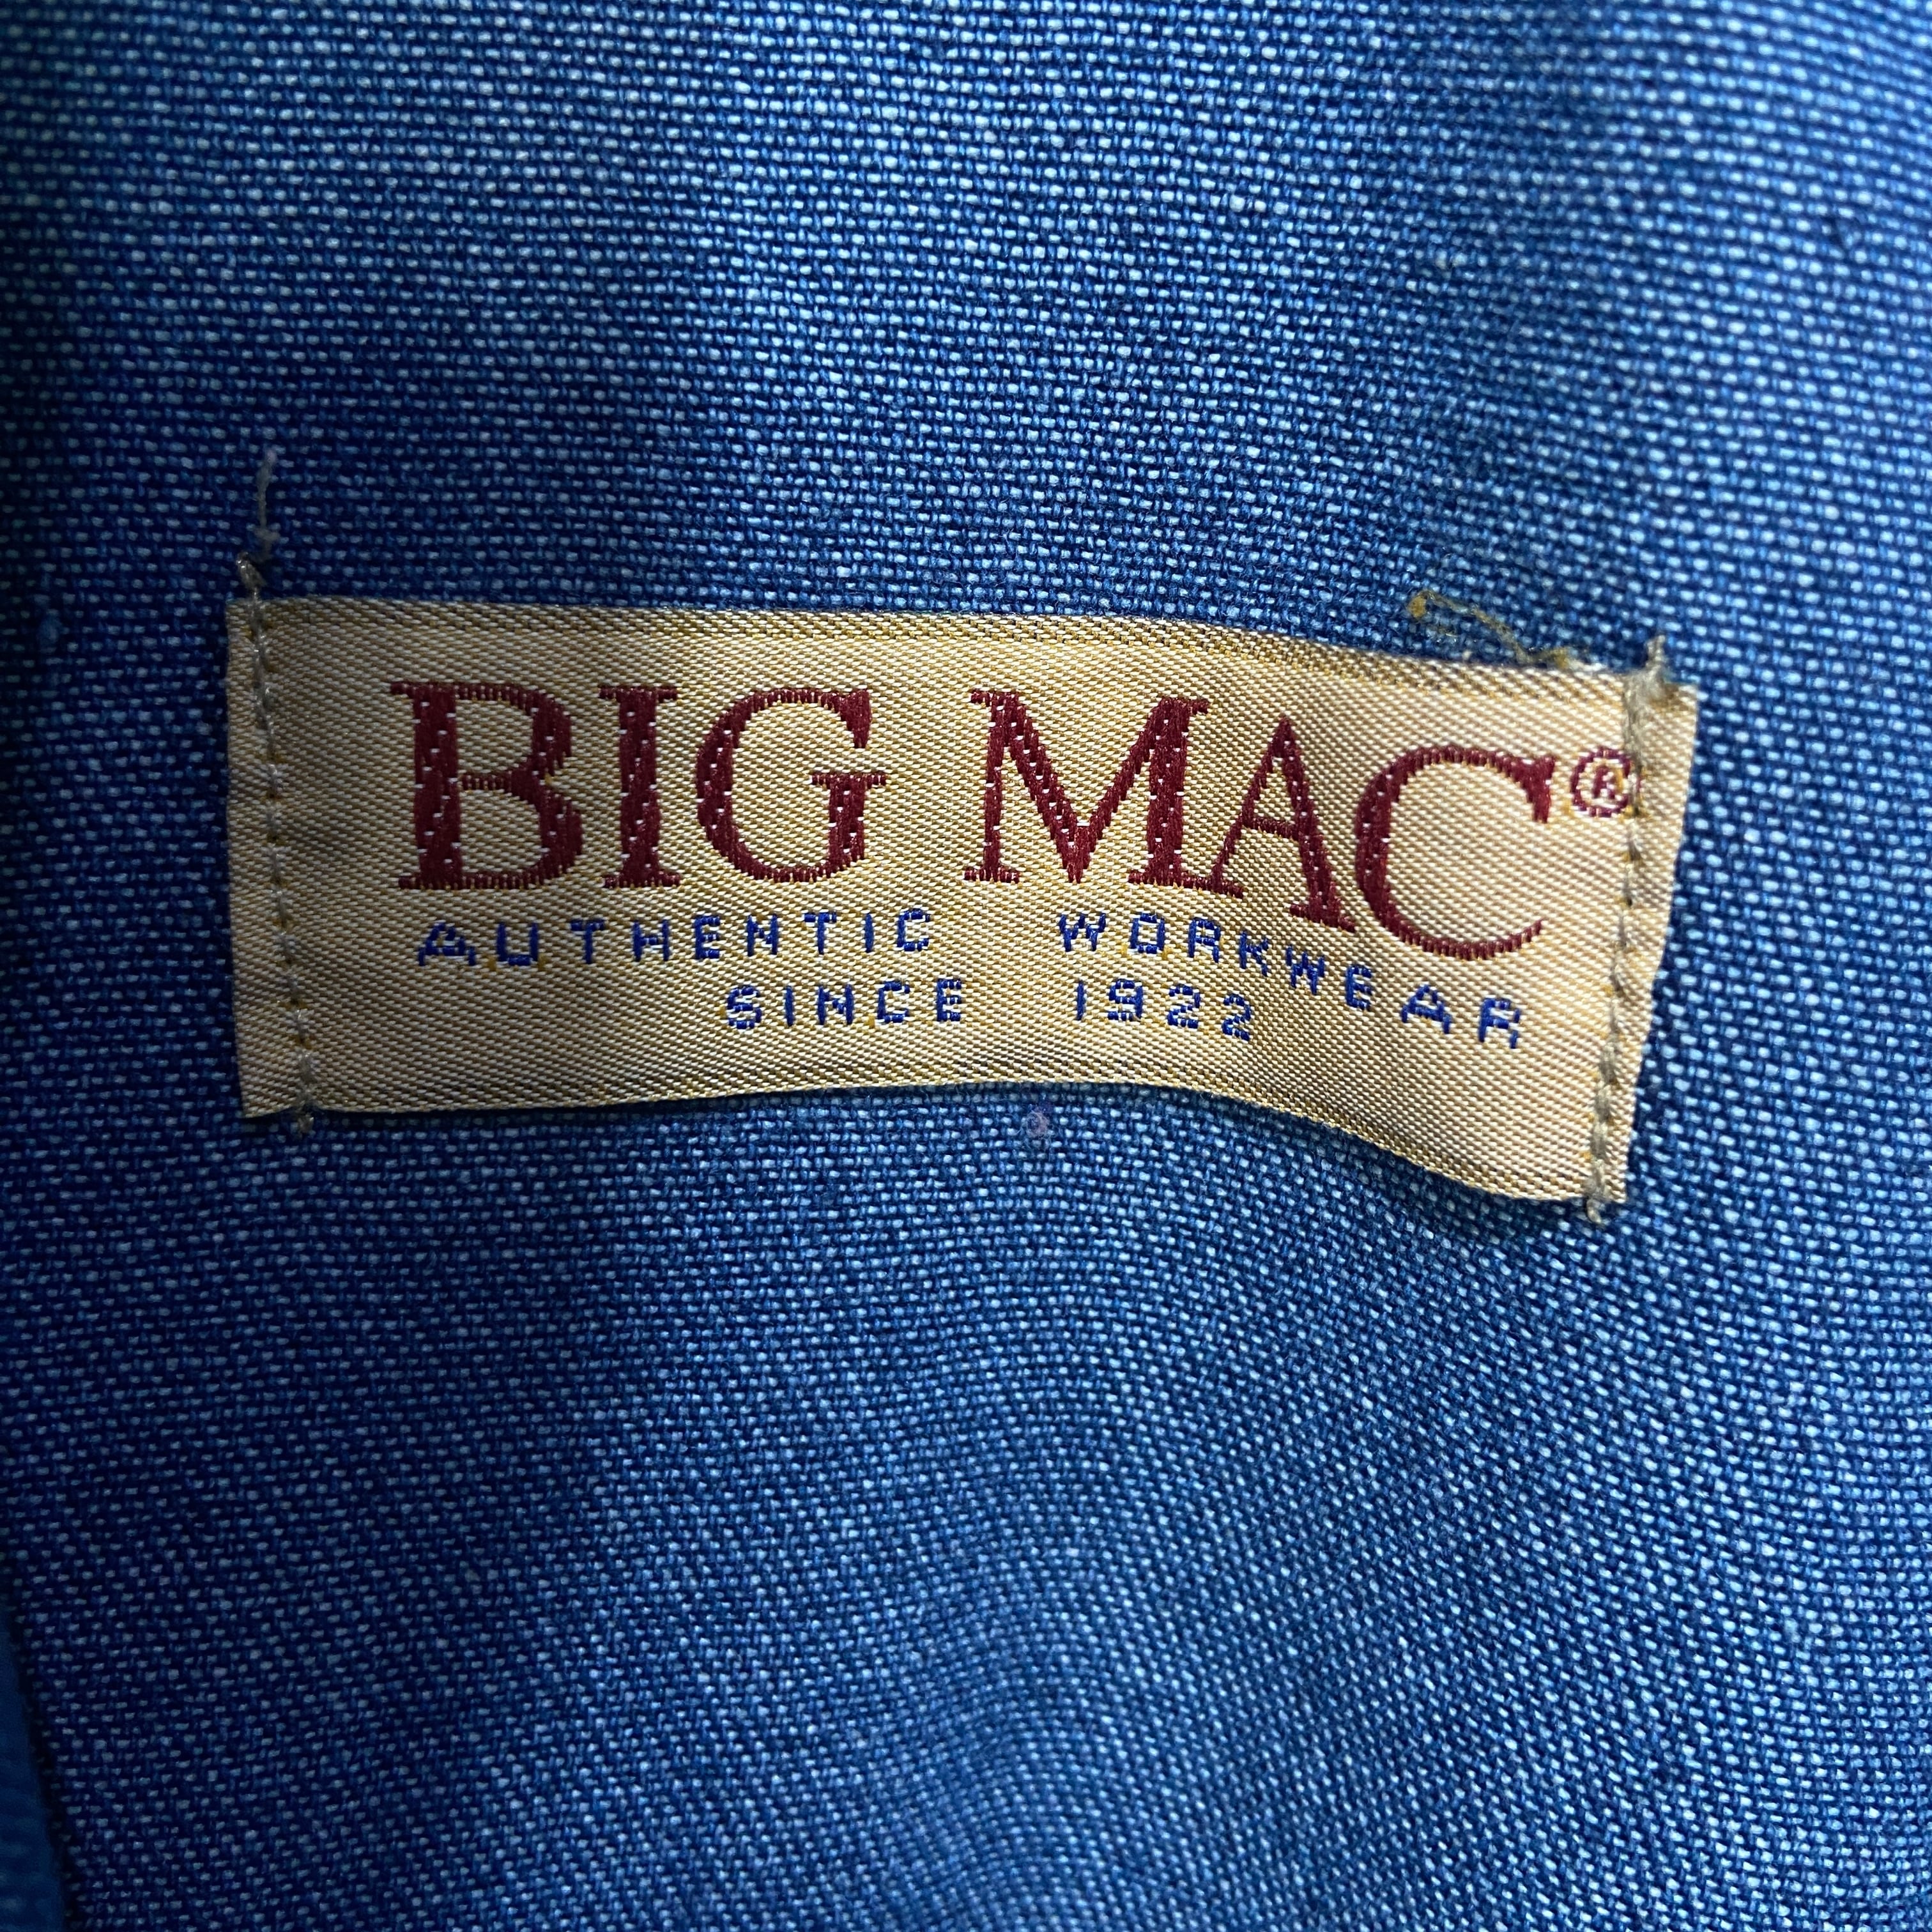 BIG MAC®
AUTHENTIC WORKWEAR
SINCE 1922